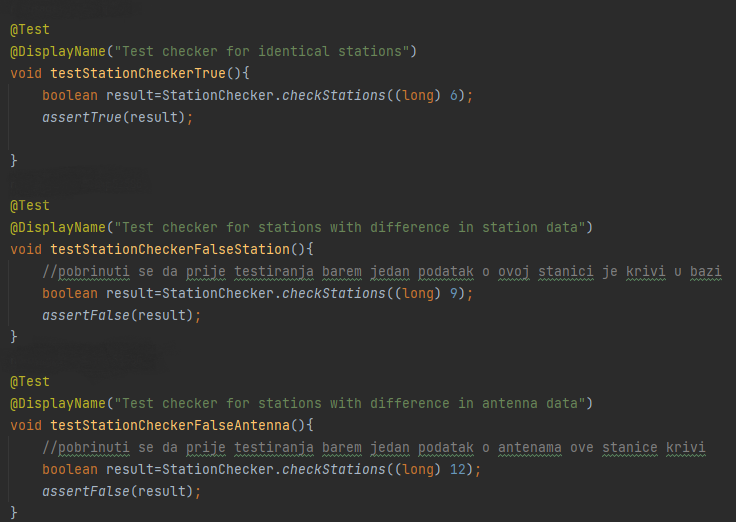 @Test
@DisplayName("Test checker for identical stations")
void testStationCheckerTrue(){
boolean result=StationChecker.checkStations((long) 6);
assertTrue(result);
}
@Test
@DisplayName("Test checker for stations with difference in station data")
void testStationCheckerFalseStation(){
//pobrinuti se da prije testiranja barem jedan podatak o ovoj stanici je krivi u bazi
boolean result=StationChecker.checkStations((long) 9);
assertFalse(result);
}
@Test
@DisplayName("Test checker for stations with difference in antenna data")
void testStationCheckerFalseAntenna(){
//pobrinuti se da prije testiranja barem jedan podatak o antenama ove stanice krivi
boolean result=StationChecker.checkStations((long) 12);
assertFalse(result);
}